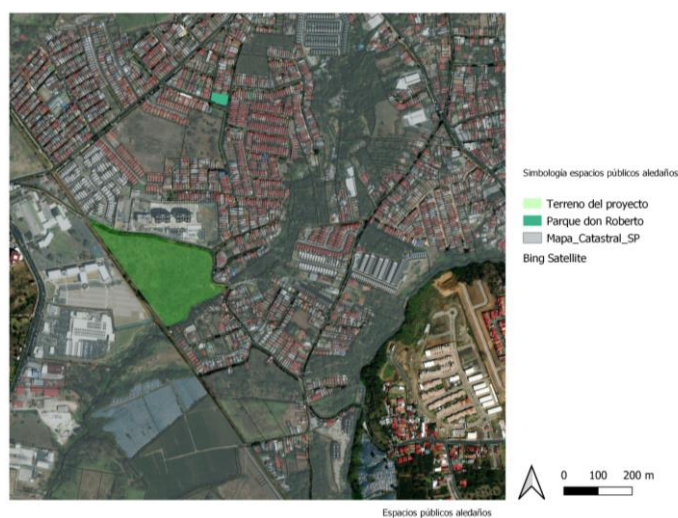 Simbología espacios públicos aledaños
Terreno del proyecto
Parque don Roberto
Mapa_Catastral_SP
Bing Satellite
0 100 200 m
Espacios públicos aledaños